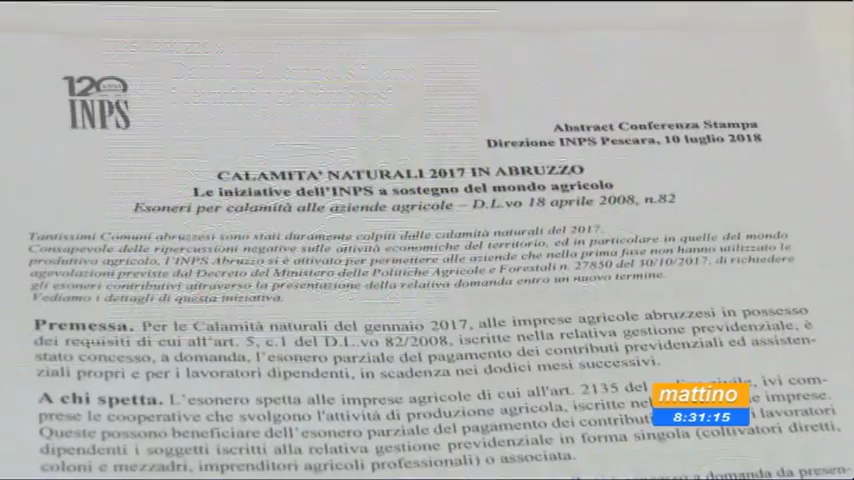 120
INPS
Abstract Conferenza Stampa
Direzione INPS Pescara, 10 luglio 2018
CALAMITA' NATURALI 2017 IN ABRUZZO
Le iniziative dell'INPS a sostegno del mondo agricolo
Esoneri per calamità alle aziende agricole – D.L.vo 18 aprile 2008, n.82
Tantissimi Comuni abruzzesi sono stati duramente colpiti dalle calamità naturali del 2017.
Consapevole delle ripercussioni negative sulle attività economiche del territorio, ed in particolare in quelle del mondo
produttivo agricolo, l'INPS Abruzzo si è attivato per permettere alle aziende che nella prima fase non hanno utilizzato le
agevolazioni previste dal Decreto del Ministero delle Politiche Agricole e Forestali n. 27850 del 30/10/2017, di richiedere
gli esoneri contributivi attraverso la presentazione della relativa domanda entro un nuovo termine.
Vediamo i dettagli di questa iniziativa.
Premessa. Per le Calamità naturali del gennaio 2017, alle imprese agricole abruzzesi in possesso
dei requisiti di cui all'art. 5, c.1 del D.L.vo 82/2008, iscritte nella relativa gestione previdenziale, è
stato concesso, a domanda, l'esonero parziale del pagamento dei contributi previdenziali ed assisten-
ziali propri e per i lavoratori dipendenti, in scadenza nei dodici mesi successivi.
A chi spetta. L'esonero spetta alle imprese agricole di cui all'art. 2135 del civile, ivi com-
prese le cooperative che svolgono l'attività di produzione agricola, iscritte imprese.
Queste possono beneficiare dell'esonero parziale del pagamento dei lavoratori
dipendenti i soggetti iscritti alla relativa gestione previdenziale in forma singola (coltivatori diretti,
coloni e mezzadri, imprenditori agricoli professionali) o associata.
a domanda da presen-
mattino
8:31:15